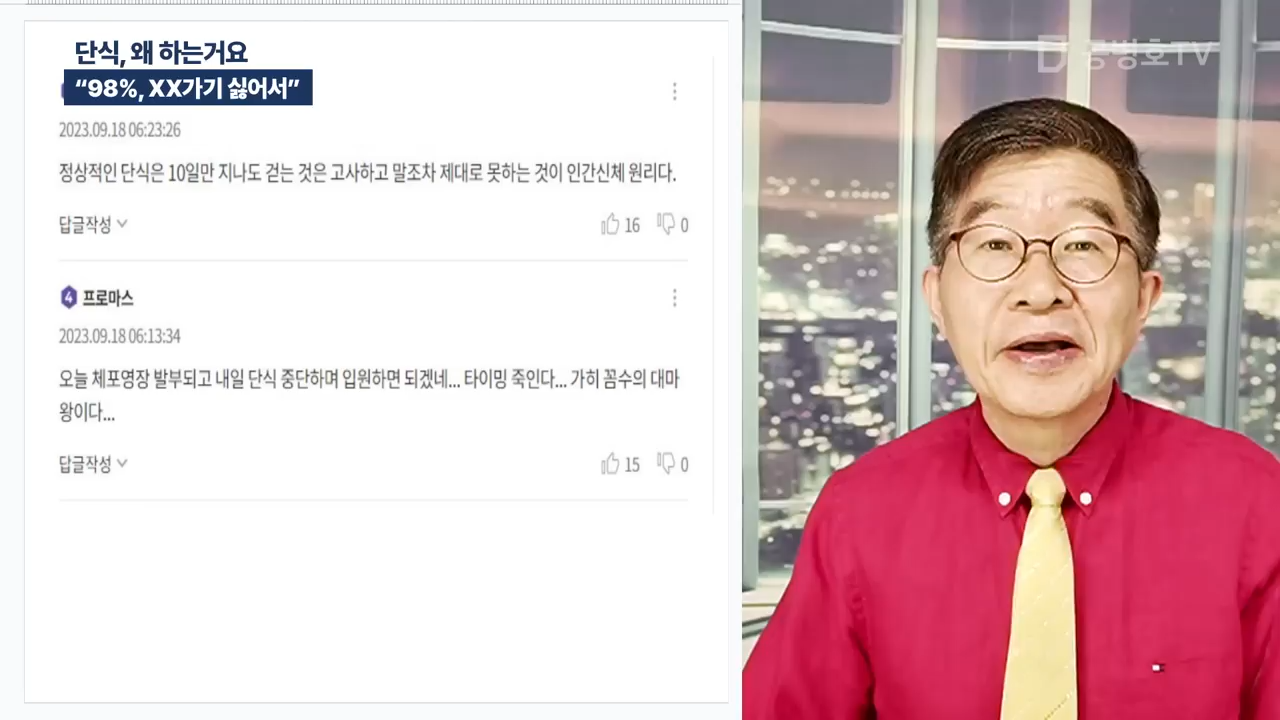 단식, 왜 하는거요
“98%, XX가기 싫어서”
공병호TV
2023.09.18 06:23:26
정상적인 단식은 10일만 지나도 걷는 것은 고사하고 말조차 제대로 못하는 것이 인간신체 원리다.
답글작성
16
0
4 프로마스
2023.09.18 06:13:34
오늘 체포영장 발부되고 내일 단식 중단하며 입원하면 되겠네... 타이밍 죽인다... 가히 꼼수의 대마
왕이다...
답글작성
15
0